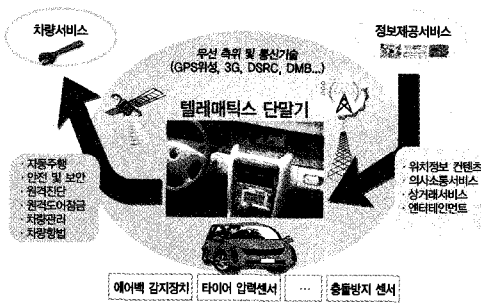 차량서비스
정보제공서비스
무선 측위 및 통신기술
(GPS위성, 3G, DSRC, DMB...)
텔레매틱스 단말기
· 자동주행
· 안전 및 보안
· 원격진단
· 원격도어잠금
· 차량관리
· 차량항법
· 위치정보 컨텐츠
· 의사소통서비스
· 상거래서비스
· 엔터테인먼트
에어백 감지장치
타이어 압력센서
...
충돌방지 센서